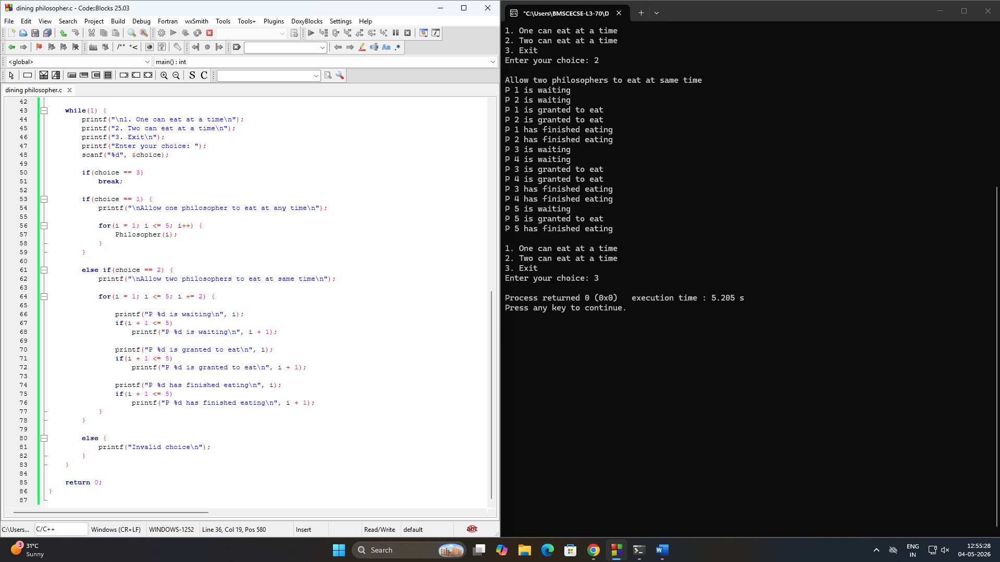 dining philosopher.c - Code::Blocks 25.03
File Edit View Search Project Build Debug Fortran wxSmith Tools Tools+ Plugins DoxyBlocks Settings Help
/** *< ? Aa .*
<global> main() : int
S C
dining philosopher.c
42
43 while(1) {
44 printf("\n1. One can eat at a time\n");
45 printf("2. Two can eat at a time\n");
46 printf("3. Exit\n");
47 printf("Enter your choice: ");
48 scanf("%d", &choice);
49
50 if(choice == 3)
51 break;
52
53 if(choice == 1) {
54 printf("\nAllow one philosopher to eat at any time\n");
55
56 for(i = 1; i <= 5; i++) {
57 Philosopher(i);
58 }
59 }
60
61 else if(choice == 2) {
62 printf("\nAllow two philosophers to eat at same time\n");
63
64 for(i = 1; i <= 5; i += 2) {
65
66 printf("P %d is waiting\n", i);
67 if(i + 1 <= 5)
68 printf("P %d is waiting\n", i + 1);
69
70 printf("P %d is granted to eat\n", i);
71 if(i + 1 <= 5)
72 printf("P %d is granted to eat\n", i + 1);
73
74 printf("P %d has finished eating\n", i);
75 if(i + 1 <= 5)
76 printf("P %d has finished eating\n", i + 1);
77 }
78 }
79
80 else {
81 printf("Invalid choice\n");
82 }
83 }
84
85 return 0;
86 }
87
C:\Users... C/C++ Windows (CR+LF) WINDOWS-1252 Line 36, Col 19, Pos 580 Insert Read/Write default abc
"C:\Users\BMSCECSE-L3-70\D
1. One can eat at a time
2. Two can eat at a time
3. Exit
Enter your choice: 2
Allow two philosophers to eat at same time
P 1 is waiting
P 2 is waiting
P 1 is granted to eat
P 2 is granted to eat
P 1 has finished eating
P 2 has finished eating
P 3 is waiting
P 4 is waiting
P 3 is granted to eat
P 4 is granted to eat
P 3 has finished eating
P 4 has finished eating
P 5 is waiting
P 5 is granted to eat
P 5 has finished eating
1. One can eat at a time
2. Two can eat at a time
3. Exit
Enter your choice: 3
Process returned 0 (0x0) execution time : 5.205 s
Press any key to continue.
3 31°C
Sunny
Search
ENG
IN
12:55:28
04-05-2026